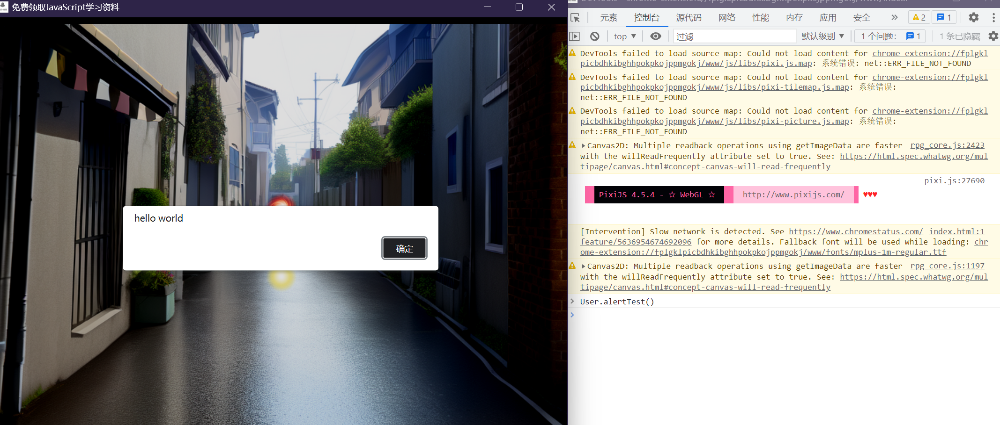 免费领取JavaScript学习资料
hello world
确定
元素 控制台 源代码 网络 性能 内存 应用 安全 » 2 1
top ▼ 过滤 默认级别 ▼ 1 个问题： 1 1 条已隐藏
DevTools failed to load source map: Could not load content for chrome-extension://fplgkl
picbdhkibghhpokpkojppmgokj/www/js/libs/pixi.js.map: 系统错误: net::ERR_FILE_NOT_FOUND
DevTools failed to load source map: Could not load content for chrome-extension://fplgkl
picbdhkibghhpokpkojppmgokj/www/js/libs/pixi-tilemap.js.map: 系统错误:
net::ERR_FILE_NOT_FOUND
DevTools failed to load source map: Could not load content for chrome-extension://fplgkl
picbdhkibghhpokpkojppmgokj/www/js/libs/pixi-picture.js.map: 系统错误:
net::ERR_FILE_NOT_FOUND
▶Canvas2D: Multiple readback operations using getImageData are faster rpg_core.js:2423
with the willReadFrequently attribute set to true. See: https://html.spec.whatwg.org/mul
tipage/canvas.html#concept-canvas-will-read-frequently
pixi.js:27690
PixiJS 4.5.4 - ☆ WebGL ☆ http://www.pixijs.com/ ♥♥♥
[Intervention] Slow network is detected. See https://www.chromestatus.com/ index.html:1
feature/5636954674692096 for more details. Fallback font will be used while loading: chr
ome-extension://fplgklpicbdhkibghhpokpkojppmgokj/www/fonts/mplus-1m-regular.ttf
▶Canvas2D: Multiple readback operations using getImageData are faster rpg_core.js:1197
with the willReadFrequently attribute set to true. See: https://html.spec.whatwg.org/mul
tipage/canvas.html#concept-canvas-will-read-frequently
> User.alertTest()
>